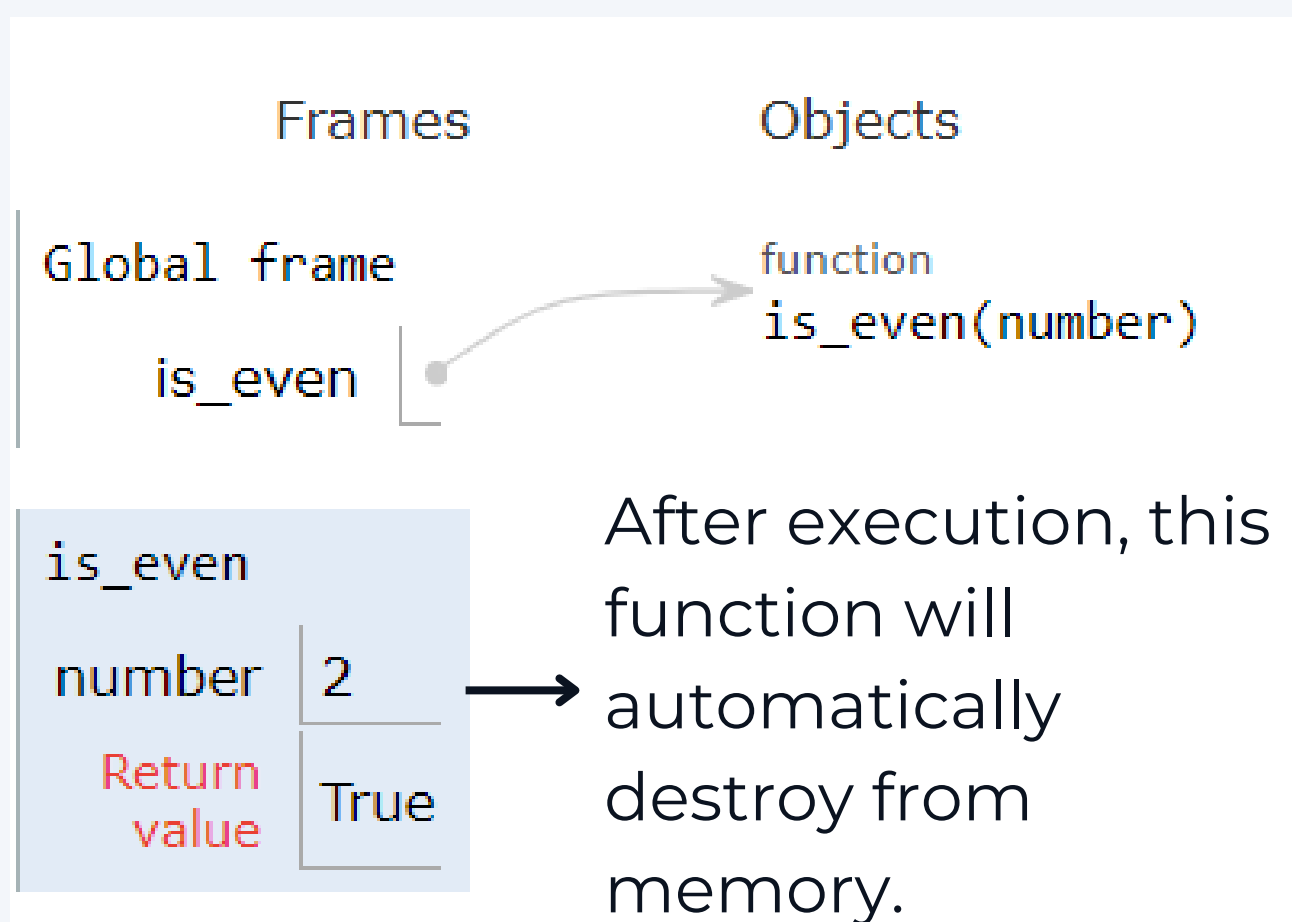 Frames
Objects
Global frame
is_even
function
is_even(number)
is_even
number 2
Return
value
True
After execution, this
function will
automatically
destroy from
memory.